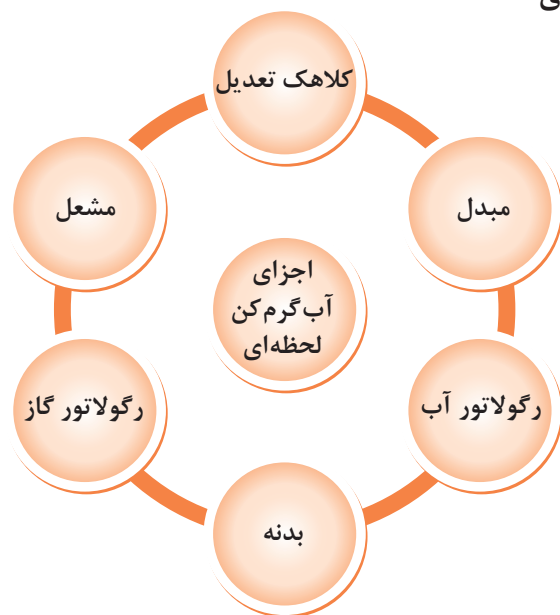 کلاهک تعدیل
مبدل
رگولاتور آب
بدنه
رگولاتور گاز
مشعل
اجزای
آب‌گرم‌کن
لحظه‌ای